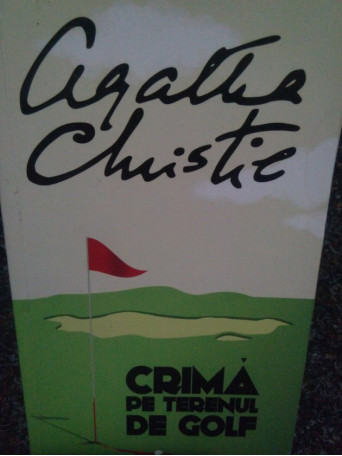 Agatha
Christie
CRIMĂ
PE TERENUL
DE GOLF